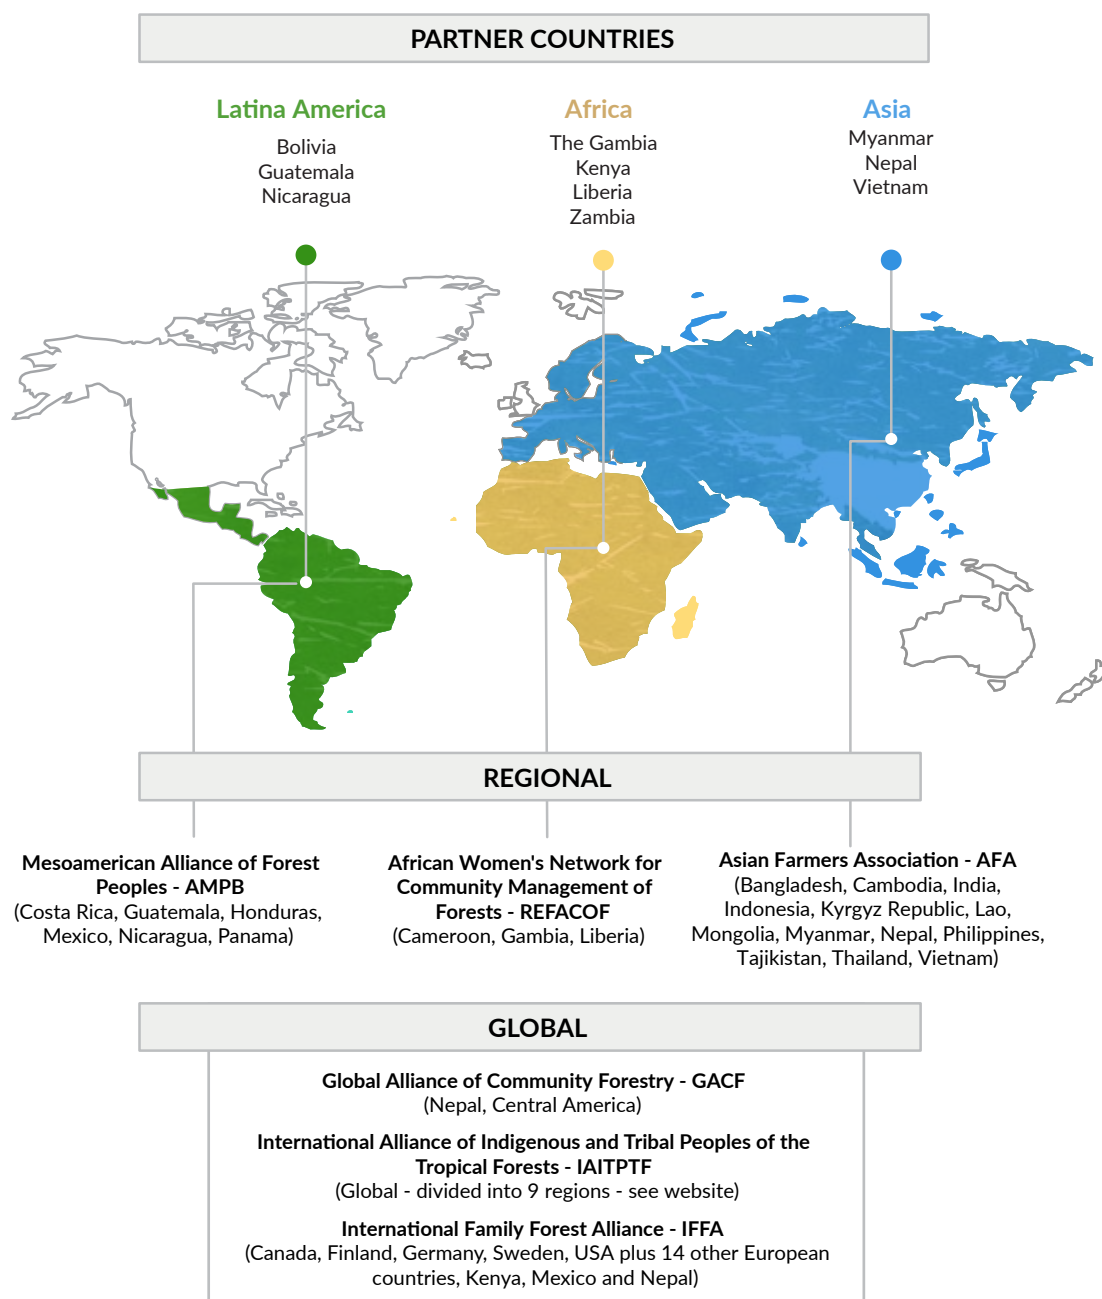 PARTNER COUNTRIES
Latina America
Bolivia
Guatemala
Nicaragua
Africa
The Gambia
Kenya
Liberia
Zambia
Asia
Myanmar
Nepal
Vietnam
REGIONAL
Mesoamerican Alliance of Forest
Peoples - AMPB
(Costa Rica, Guatemala, Honduras,
Mexico, Nicaragua, Panama)
African Women's Network for
Community Management of
Forests - REFACOF
(Cameroon, Gambia, Liberia)
Asian Farmers Association - AFA
(Bangladesh, Cambodia, India,
Indonesia, Kyrgyz Republic, Lao,
Mongolia, Myanmar, Nepal, Philippines,
Tajikistan, Thailand, Vietnam)
GLOBAL
Global Alliance of Community Forestry - GACF
(Nepal, Central America)
International Alliance of Indigenous and Tribal Peoples of the
Tropical Forests - IAITPTF
(Global - divided into 9 regions - see website)
International Family Forest Alliance - IFFA
(Canada, Finland, Germany, Sweden, USA plus 14 other European
countries, Kenya, Mexico and Nepal)